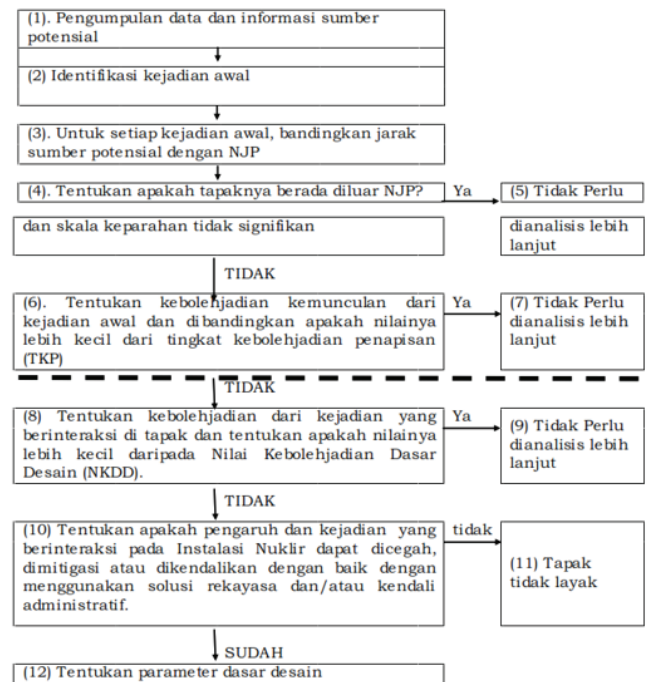 (1). Pengumpulan data dan informasi sumber
potensial
(2) Identifikasi kejadian awal
(3). Untuk setiap kejadian awal, bandingkan jarak
sumber potensial dengan NJP
(4). Tentukan apakah tapaknya berada diluar NJP?
Ya
(5) Tidak Perlu
dan skala keparahan tidak signifikan
dianalisis lebih
lanjut
TIDAK
(6). Tentukan kebolehjadian kemunculan dari
kejadian awal dan dibandingkan apakah nilainya
lebih kecil dari tingkat kebolehjadian penapisan
(TKP)
Ya
(7) Tidak Perlu
dianalisis lebih
lanjut
TIDAK
(8) Tentukan kebolehjadian dari kejadian yang
berinteraksi di tapak dan tentukan apakah nilainya
lebih kecil daripada Nilai Kebolehjadian Dasar
Desain (NKDD).
Ya
(9) Tidak Perlu
dianalisis lebih
lanjut
TIDAK
(10) Tentukan apakah pengaruh dan kejadian yang
berinteraksi pada Instalasi Nuklir dapat dicegah,
dimitigasi atau dikendalikan dengan baik dengan
menggunakan solusi rekayasa dan/atau kendali
administratif.
tidak
(11) Tapak
tidak layak
SUDAH
(12) Tentukan parameter dasar desain